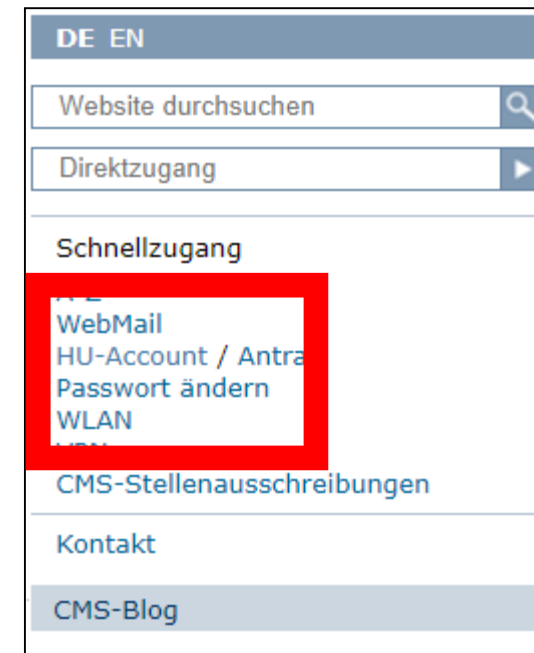 DE EN
Website durchsuchen
Direktzugang
Schnellzugang
WebMail
HU-Account / Antra
Passwort ändern
WLAN
CMS-Stellenausschreibungen
Kontakt
CMS-Blog